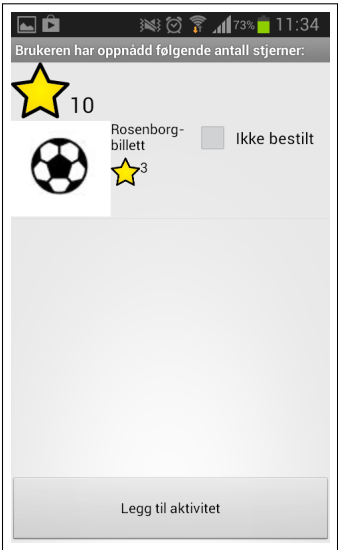 73% 11:34
Brukeren har oppnådd følgende antall stjerner:
10
Rosenborg-
billett
3
Ikke bestilt
Legg til aktivitet